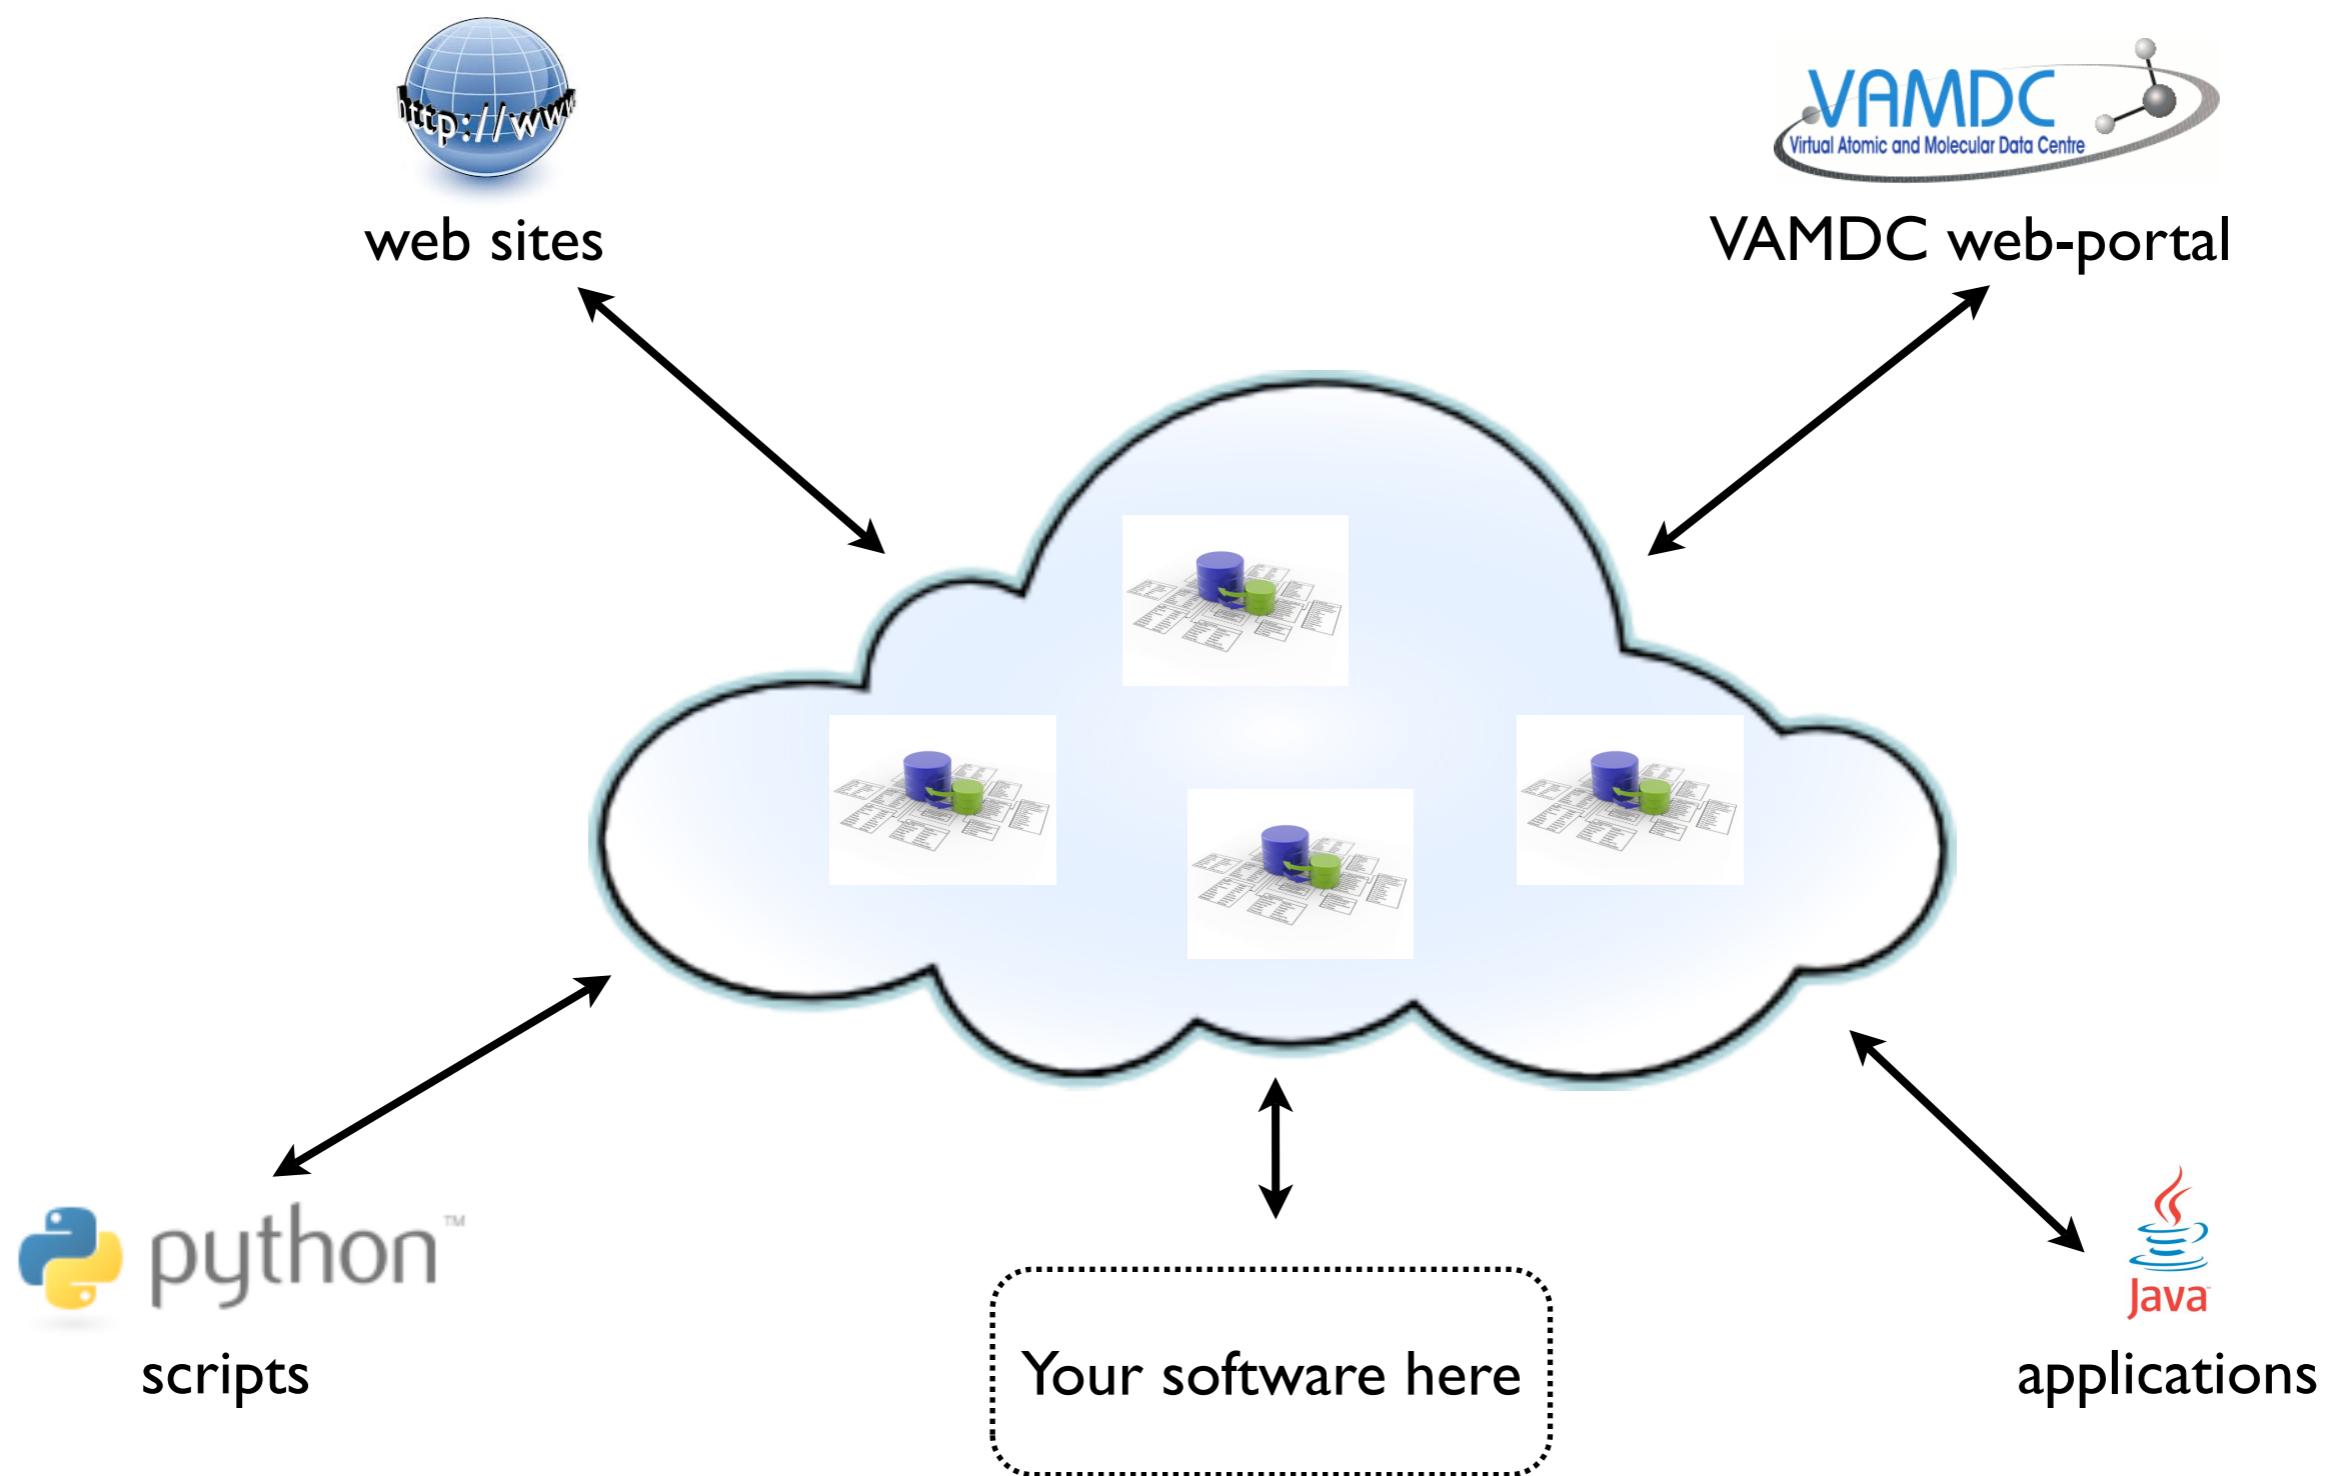 http://www
VAMDC
Virtual Atomic and Molecular Data Centre
web sites
VAMDC web-portal
python™
Java
scripts
Your software here
applications